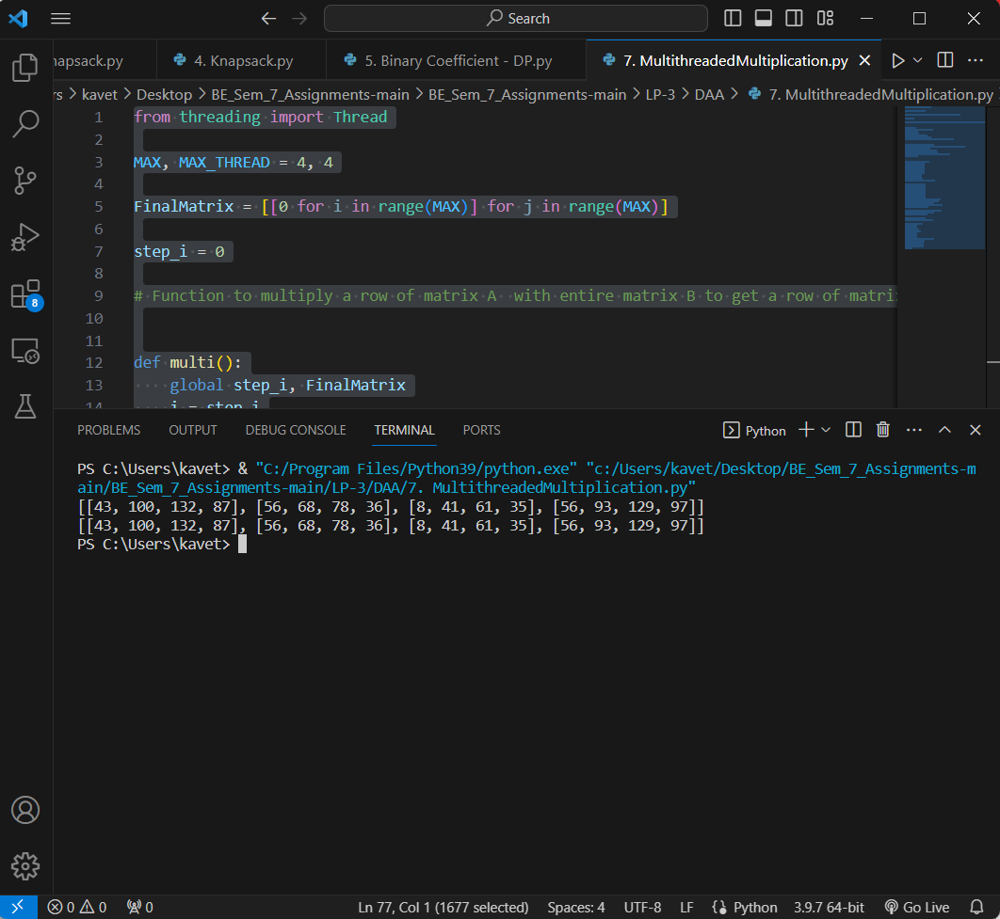 Search
napsack.py
4. Knapsack.py
5. Binary Coefficient - DP.py
7. MultithreadedMultiplication.py
rs > kavet > Desktop > BE_Sem_7_Assignments-main > BE_Sem_7_Assignments-main > LP-3 > DAA > 7. MultithreadedMultiplication.py
1 from threading import Thread
2
3 MAX, MAX_THREAD = 4, 4
4
5 FinalMatrix = [[0 for i in range(MAX)] for j in range(MAX)]
6
7 step_i = 0
8
9 # Function to multiply a row of matrix A  with entire matrix B to get a row of matri
10
11
12 def multi():
13     global step_i, FinalMatrix
14     i = step_i
8
PROBLEMS OUTPUT DEBUG CONSOLE TERMINAL PORTS
Python
PS C:\Users\kavet> & "C:/Program Files/Python39/python.exe" "c:/Users/kavet/Desktop/BE_Sem_7_Assignments-m
ain/BE_Sem_7_Assignments-main/LP-3/DAA/7. MultithreadedMultiplication.py"
[[43, 100, 132, 87], [56, 68, 78, 36], [8, 41, 61, 35], [56, 93, 129, 97]]
[[43, 100, 132, 87], [56, 68, 78, 36], [8, 41, 61, 35], [56, 93, 129, 97]]
PS C:\Users\kavet>
0 0 0 Ln 77, Col 1 (1677 selected) Spaces: 4 UTF-8 LF Python 3.9.7 64-bit Go Live